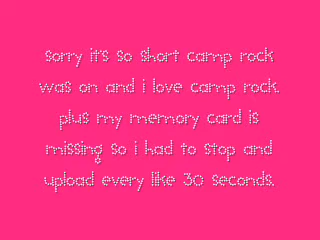 sorry it's so short camp rock
was on and i love camp rock.
plus my memory card is
missing so i had to stop and
upload every like 30 seconds.